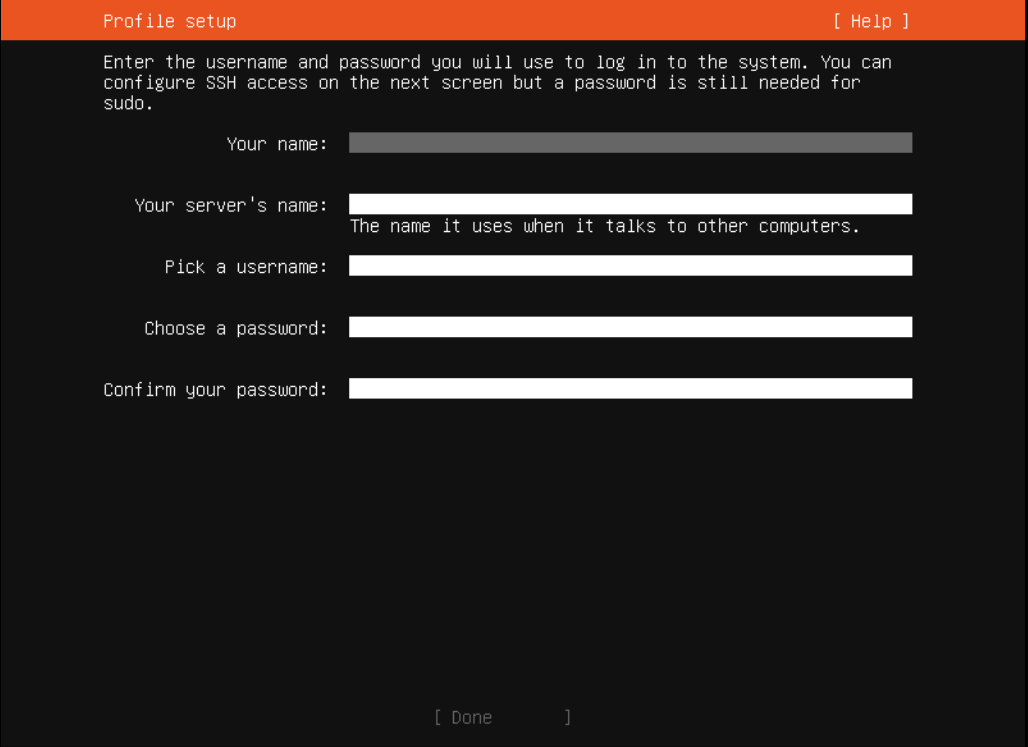 Profile setup [ Help ]
Enter the username and password you will use to log in to the system. You can
configure SSH access on the next screen but a password is still needed for
sudo.
Your name:
Your server's name:
The name it uses when it talks to other computers.
Pick a username:
Choose a password:
Confirm your password:
[ Done ]